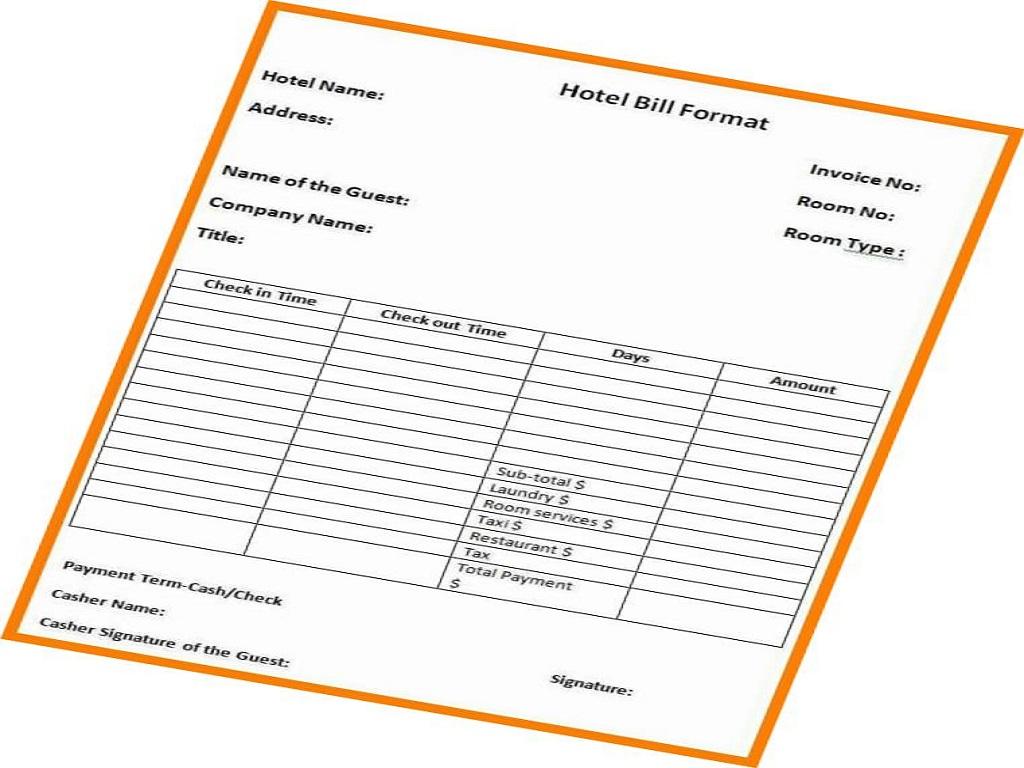 Hotel Bill Format
Hotel Name:
Address:
Invoice No:
Name of the Guest:
Room No:
Company Name:
Room Type :
Title:
Check in Time Check out Time Days Amount
Sub-total $
Laundry $
Room services $
Taxi $
Restaurant $
Tax
Total Payment
$
Payment Term-Cash/Check
Casher Name:
Casher Signature of the Guest:
Signature: